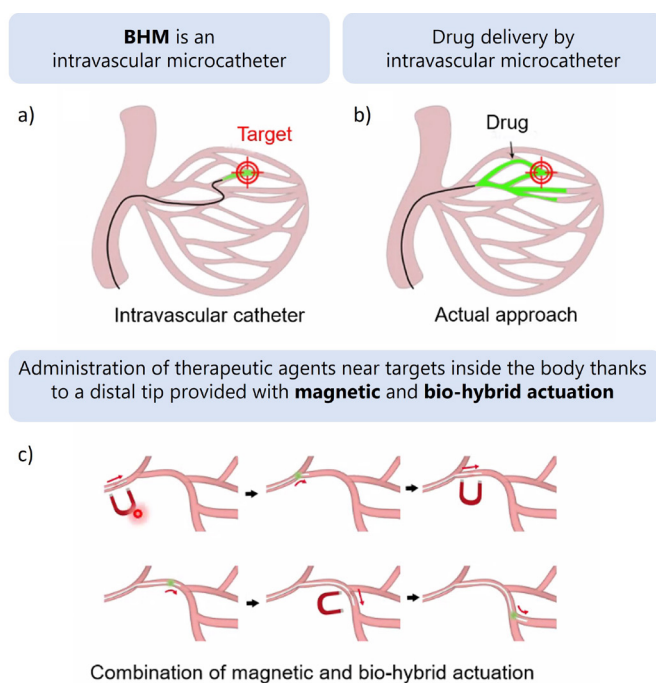 BHM is an
intravascular microcatheter
Drug delivery by
intravascular microcatheter
a)
Target
Intravascular catheter
b)
Drug
Actual approach
Administration of therapeutic agents near targets inside the body thanks
to a distal tip provided with magnetic and bio-hybrid actuation
c)
Combination of magnetic and bio-hybrid actuation